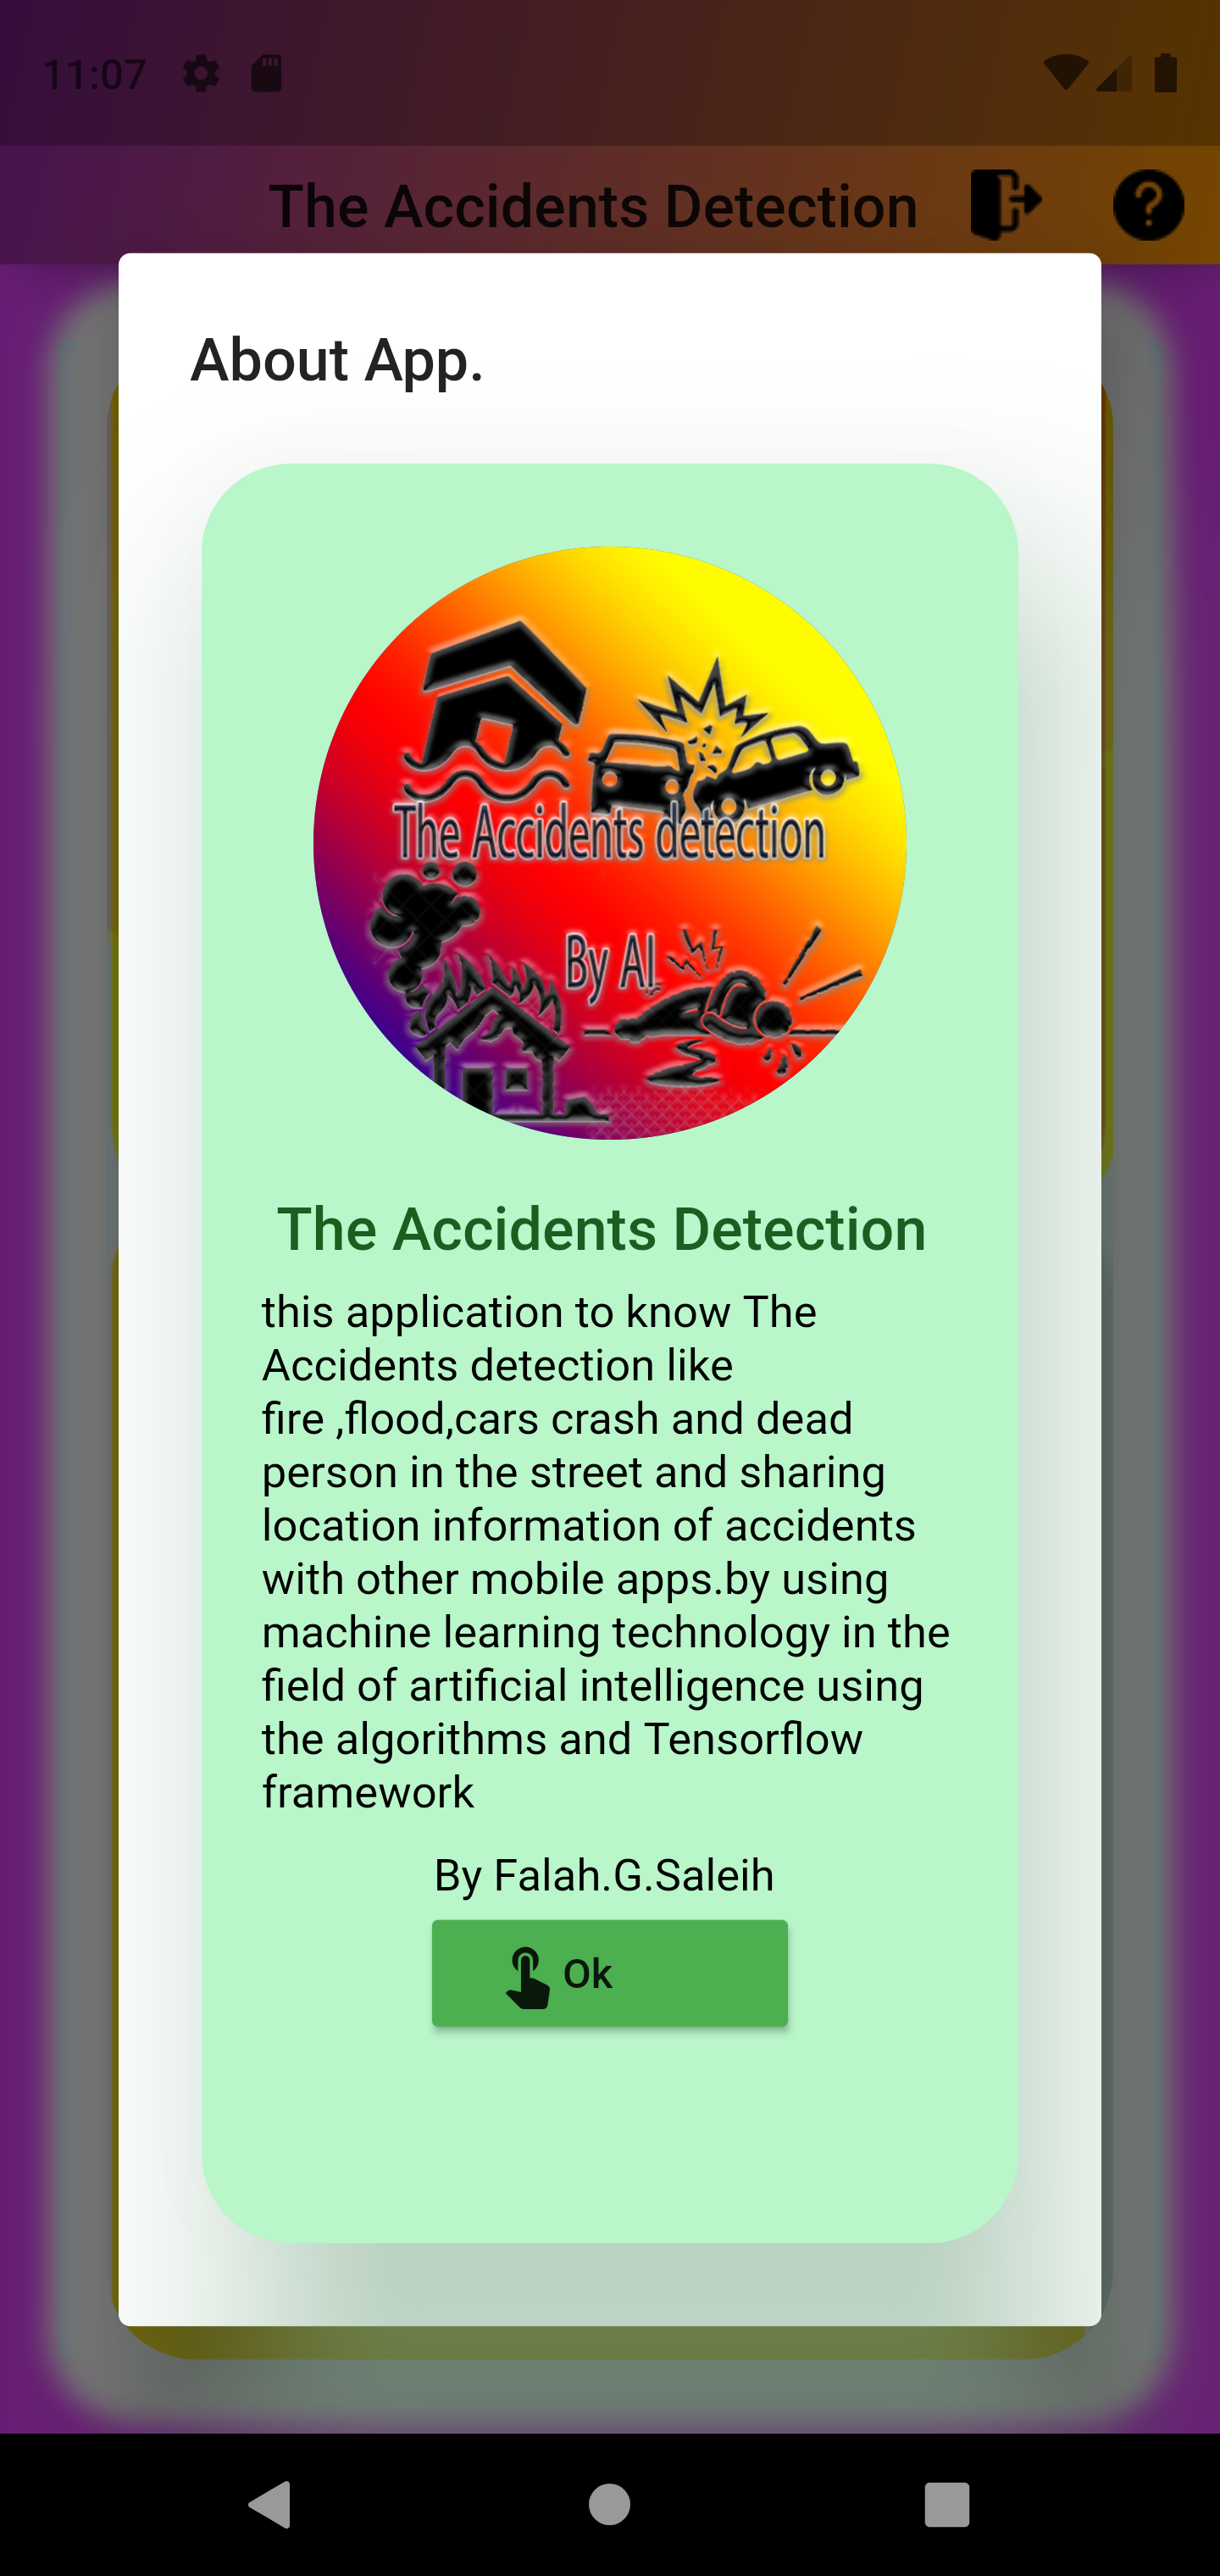 11:07
The Accidents Detection
About App.
The Accidents detection
By AI
The Accidents Detection
this application to know The
Accidents detection like
fire ,flood,cars crash and dead
person in the street and sharing
location information of accidents
with other mobile apps.by using
machine learning technology in the
field of artificial intelligence using
the algorithms and Tensorflow
framework
By Falah.G.Saleih
Ok